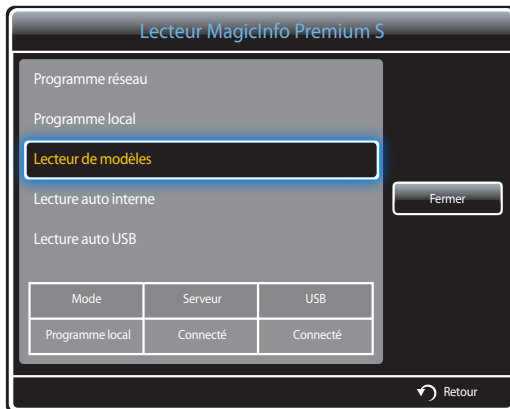 Lecteur MagicInfo Premium S
Programme réseau
Programme local
Lecteur de modèles
Lecture auto interne
Lecture auto USB
Fermer
Mode Serveur USB
Programme local Connecté Connecté
Retour